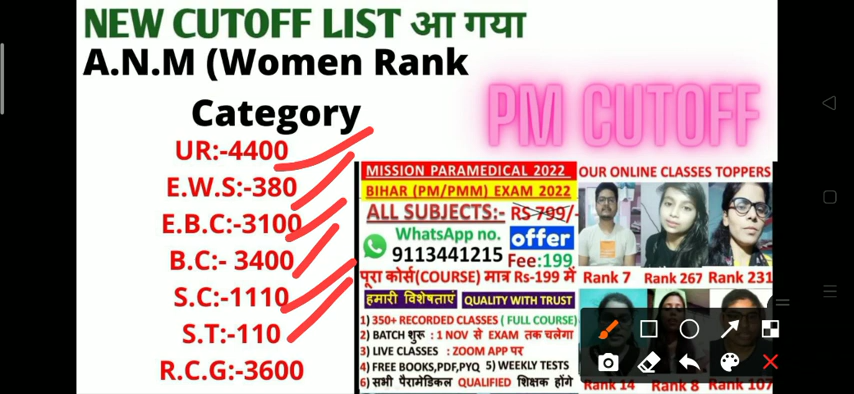 NEW CUTOFF LIST आ गया
A.N.M (Women Rank
Category
PM CUTOFF
UR:-4400
E.W.S:-380
E.B.C:-3100
B.C:- 3400
S.C:-1110
S.T:-110
R.C.G:-3600
MISSION PARAMEDICAL 2022
BIHAR (PM/PMM) EXAM 2022
ALL SUBJECTS:- RS 799/-
WhatsApp no. offer
9113441215 Fee:199
पूरा कोर्स(COURSE) मात्र Rs-199 में
हमारी विशेषताएं QUALITY WITH TRUST
1) 350+ RECORDED CLASSES ( FULL COURSE)
2) BATCH शुरू : 1 NOV से EXAM तक चलेगा
3) LIVE CLASSES : ZOOM APP पर
4) FREE BOOKS,PDF,PYQ 5) WEEKLY TESTS
6) सभी पैरामेडिकल QUALIFIED शिक्षक होंगे
OUR ONLINE CLASSES TOPPERS
Rank 7 Rank 267 Rank 231
Rank 14 Rank 8 Rank 107